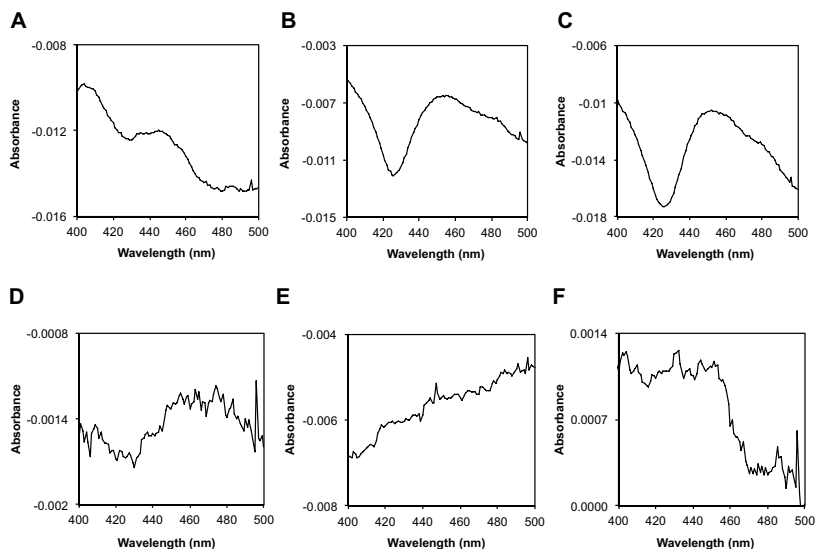 A
B
C
-0.008
-0.012
-0.016
Absorbance
400 420 440 460 480 500
Wavelength (nm)
-0.003
-0.007
-0.011
-0.015
Absorbance
400 420 440 460 480 500
Wavelength (nm)
-0.006
-0.01
-0.014
-0.018
Absorbance
400 420 440 460 480 500
Wavelength (nm)
D
E
F
-0.0008
-0.0014
-0.002
Absorbance
400 420 440 460 480 500
Wavelength (nm)
-0.004
-0.006
-0.008
Absorbance
400 420 440 460 480 500
Wavelength (nm)
0.0014
0.0007
0.0000
Absorbance
400 420 440 460 480 500
Wavelength (nm)